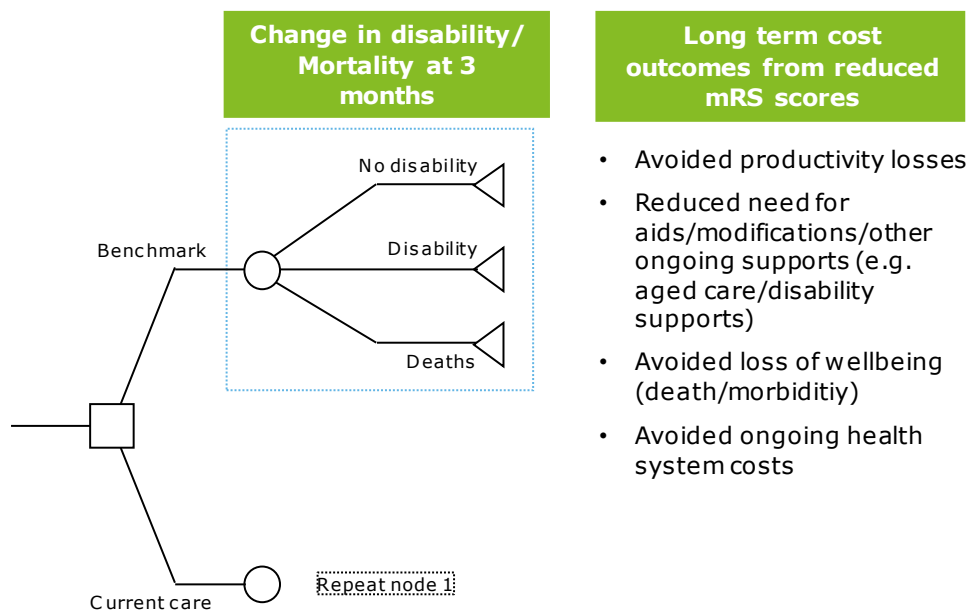 Change in disability/
Mortality at 3
months
Long term cost
outcomes from reduced
mRS scores
No disability
Benchmark
Disability
Deaths
Current care
Repeat node 1
• Avoided productivity losses
• Reduced need for
aids/modifications/other
ongoing supports (e.g.
aged care/disability
supports)
• Avoided loss of wellbeing
(death/morbiditiy)
• Avoided ongoing health
system costs